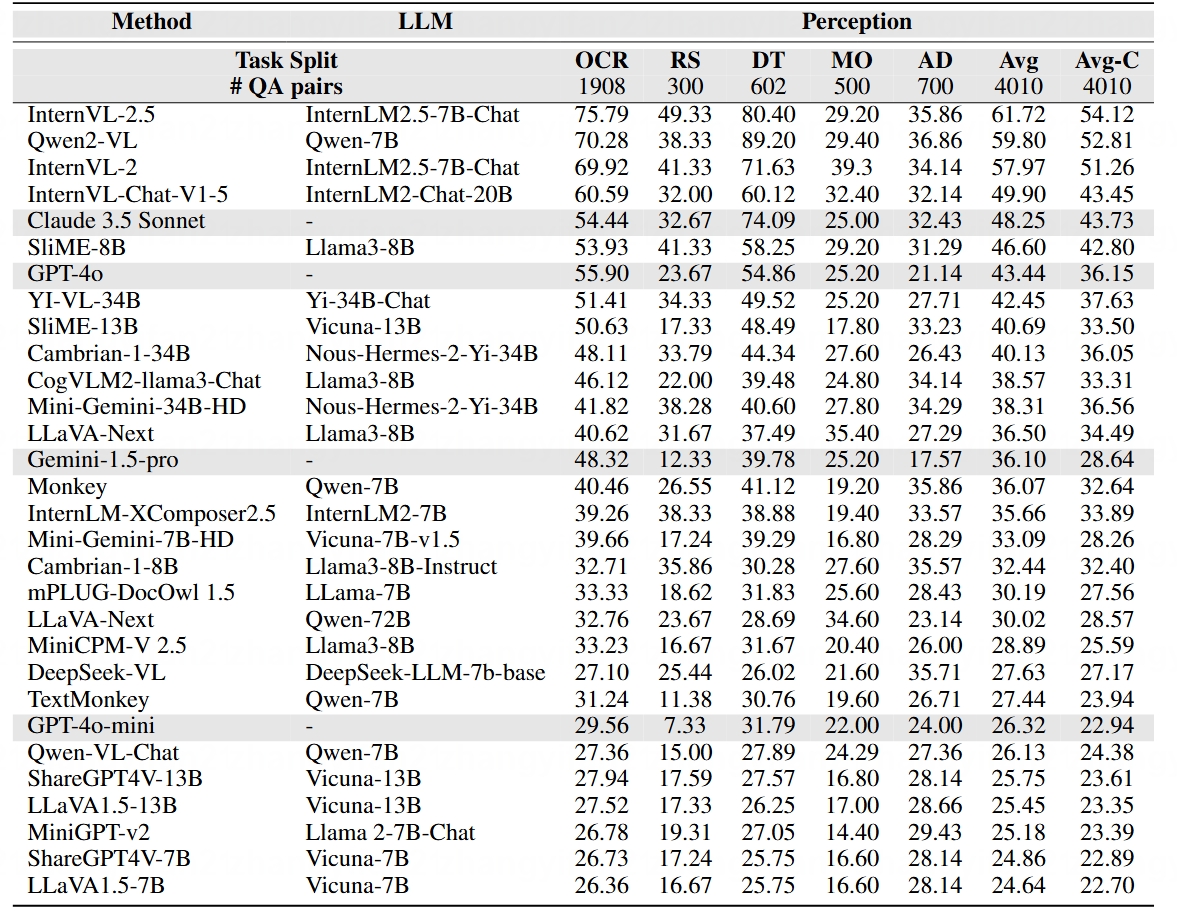 Method LLM Perception
Task Split OCR RS DT MO AD Avg Avg-C
# QA pairs 1908 300 602 500 700 4010 4010
InternVL-2.5 InternLM2.5-7B-Chat 75.79 49.33 80.40 29.20 35.86 61.72 54.12
Qwen2-VL Qwen-7B 70.28 38.33 89.20 29.40 36.86 59.80 52.81
InternVL-2 InternLM2.5-7B-Chat 69.92 41.33 71.63 39.3 34.14 57.97 51.26
InternVL-Chat-V1-5 InternLM2-Chat-20B 60.59 32.00 60.12 32.40 32.14 49.90 43.45
Claude 3.5 Sonnet - 54.44 32.67 74.09 25.00 32.43 48.25 43.73
SliME-8B Llama3-8B 53.93 41.33 58.25 29.20 31.29 46.60 42.80
GPT-4o - 55.90 23.67 54.86 25.20 21.14 43.44 36.15
YI-VL-34B Yi-34B-Chat 51.41 34.33 49.52 25.20 27.71 42.45 37.63
SliME-13B Vicuna-13B 50.63 17.33 48.49 17.80 33.23 40.69 33.50
Cambrian-1-34B Nous-Hermes-2-Yi-34B 48.11 33.79 44.34 27.60 26.43 40.13 36.05
CogVLM2-llama3-Chat Llama3-8B 46.12 22.00 39.48 24.80 34.14 38.57 33.31
Mini-Gemini-34B-HD Nous-Hermes-2-Yi-34B 41.82 38.28 40.60 27.80 34.29 38.31 36.56
LLaVA-Next Llama3-8B 40.62 31.67 37.49 35.40 27.29 36.50 34.49
Gemini-1.5-pro - 48.32 12.33 39.78 25.20 17.57 36.10 28.64
Monkey Qwen-7B 40.46 26.55 41.12 19.20 35.86 36.07 32.64
InternLM-XComposer2.5 InternLM2-7B 39.26 38.33 38.88 19.40 33.57 35.66 33.89
Mini-Gemini-7B-HD Vicuna-7B-v1.5 39.66 17.24 39.29 16.80 28.29 33.09 28.26
Cambrian-1-8B Llama3-8B-Instruct 32.71 35.86 30.28 27.60 35.57 32.44 32.40
mPLUG-DocOwl 1.5 LLama-7B 33.33 18.62 31.83 25.60 28.43 30.19 27.56
LLaVA-Next Qwen-72B 32.76 23.67 28.69 34.60 23.14 30.02 28.57
MiniCPM-V 2.5 Llama3-8B 33.23 16.67 31.67 20.40 26.00 28.89 25.59
DeepSeek-VL DeepSeek-LLM-7b-base 27.10 25.44 26.02 21.60 35.71 27.63 27.17
TextMonkey Qwen-7B 31.24 11.38 30.76 19.60 26.71 27.44 23.94
GPT-4o-mini - 29.56 7.33 31.79 22.00 24.00 26.32 22.94
Qwen-VL-Chat Qwen-7B 27.36 15.00 27.89 24.29 27.36 26.13 24.38
ShareGPT4V-13B Vicuna-13B 27.94 17.59 27.57 16.80 28.14 25.75 23.61
LLaVA1.5-13B Vicuna-13B 27.52 17.33 26.25 17.00 28.66 25.45 23.35
MiniGPT-v2 Llama 2-7B-Chat 26.78 19.31 27.05 14.40 29.43 25.18 23.39
ShareGPT4V-7B Vicuna-7B 26.73 17.24 25.75 16.60 28.14 24.86 22.89
LLaVA1.5-7B Vicuna-7B 26.36 16.67 25.75 16.60 28.14 24.64 22.70